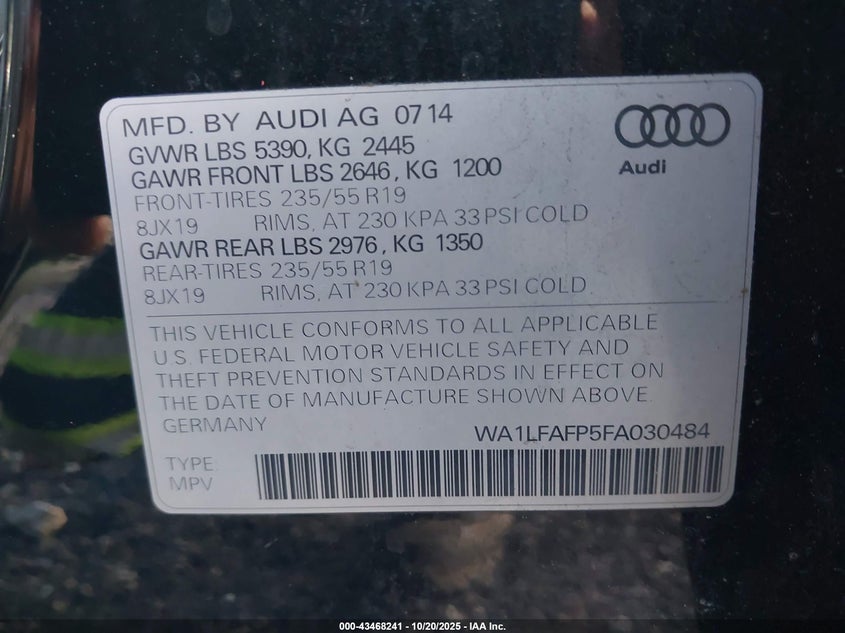 MFD. BY AUDI AG 07 14
GVWR LBS 5390, KG 2445
GAWR FRONT LBS 2646, KG 1200
FRONT-TIRES 235/55 R19
8JX19 RIMS, AT 230 KPA 33 PSI COLD
GAWR REAR LBS 2976, KG 1350
REAR-TIRES 235/55 R19
8JX19 RIMS, AT 230 KPA 33 PSI COLD
Audi
THIS VEHICLE CONFORMS TO ALL APPLICABLE
U.S. FEDERAL MOTOR VEHICLE SAFETY AND
THEFT PREVENTION STANDARDS IN EFFECT ON
THE DATE OF MANUFACTURE SHOWN ABOVE.
GERMANY
WA1LFAFP5FA030484
TYPE:
MPV
000-43468241 | 10/20/2025 — IAA Inc.